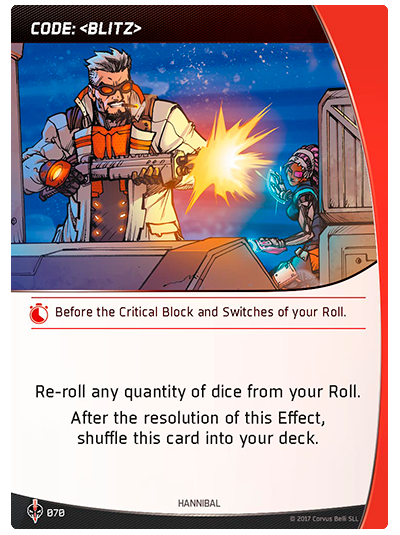 CODE: <BLITZ>
Before the Critical Block and Switches of your Roll.
Re-roll any quantity of dice from your Roll.
After the resolution of this Effect,
shuffle this card into your deck.
HANNIBAL
070
© 2017 Corvus Belli SLL